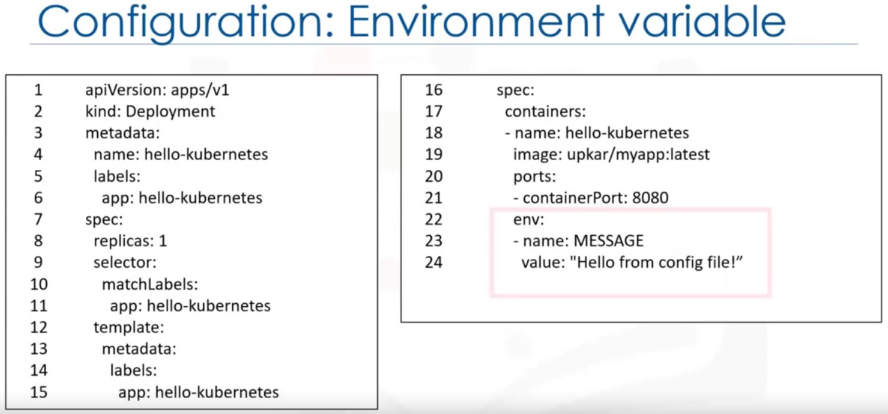 Configuration: Environment variable
1 apiVersion: apps/v1
2 kind: Deployment
3 metadata:
4 name: hello-kubernetes
5 labels:
6 app: hello-kubernetes
7 spec:
8 replicas: 1
9 selector:
10 matchLabels:
11 app: hello-kubernetes
12 template:
13 metadata:
14 labels:
15 app: hello-kubernetes
16 spec:
17 containers:
18 - name: hello-kubernetes
19 image: upkar/myapp:latest
20 ports:
21 - containerPort: 8080
22 env:
23 - name: MESSAGE
24 value: "Hello from config file!”